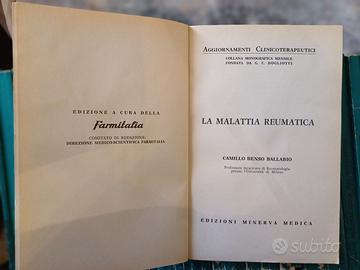 EDIZIONE A CURA DELLA
Farmitalia
COMITATO DI REDAZIONE:
DIREZIONE MEDICO-SCIENTIFICA FARMITALIA
AGGIORNAMENTI CLINICOTERAPEUTICI
COLLANA MONOGRAFICA MENSILE
FONDATA DA G. C. DOGLIOTTI
LA MALATTIA REUMATICA
CAMILLO BENSO BALLABIO
Professore incaricato di Reumatologia
presso l'Università di Milano
EDIZIONI MINERVA MEDICA
subito